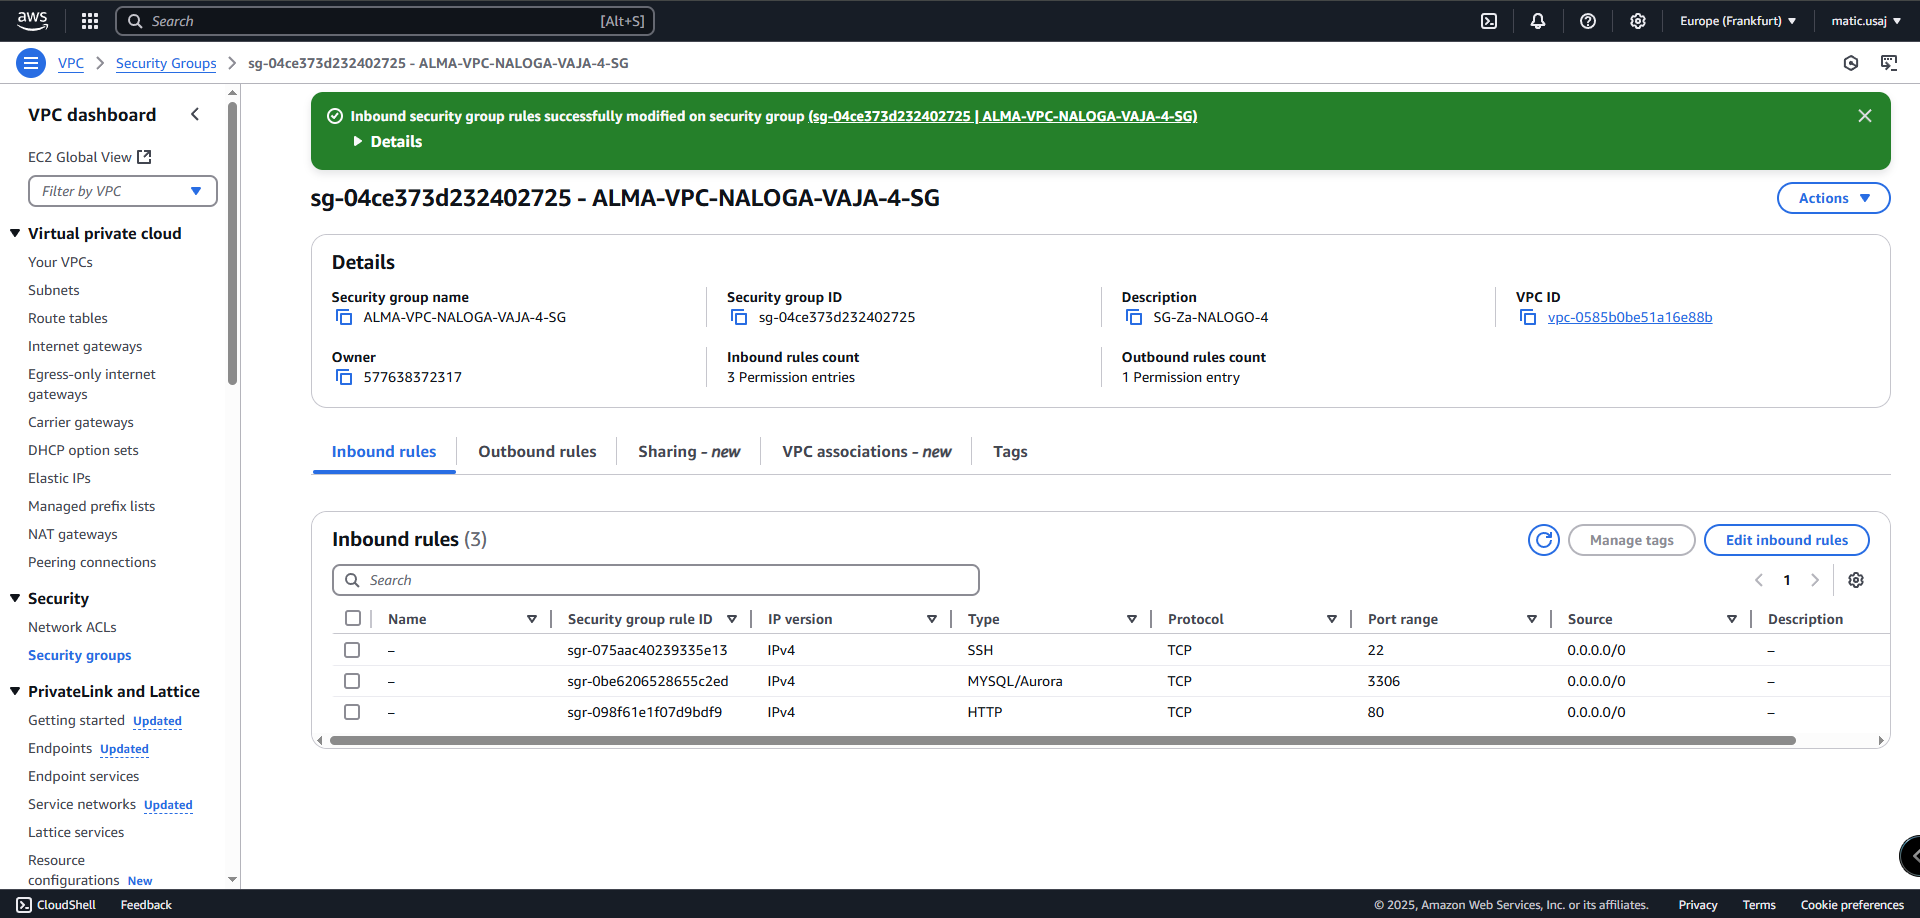 aws
Search
[Alt+S]
Europe (Frankfurt)
matic.usaj
VPC
Security Groups
sg-04ce373d232402725 - ALMA-VPC-NALOGA-VAJA-4-SG
VPC dashboard
EC2 Global View
Filter by VPC
Virtual private cloud
Your VPCs
Subnets
Route tables
Internet gateways
Egress-only internet
gateways
Carrier gateways
DHCP option sets
Elastic IPs
Managed prefix lists
NAT gateways
Peering connections
Security
Network ACLs
Security groups
PrivateLink and Lattice
Getting started Updated
Endpoints Updated
Endpoint services
Service networks Updated
Lattice services
Resource
configurations New
Inbound security group rules successfully modified on security group (sg-04ce373d232402725 | ALMA-VPC-NALOGA-VAJA-4-SG)
Details
sg-04ce373d232402725 - ALMA-VPC-NALOGA-VAJA-4-SG
Actions
Details
Security group name
ALMA-VPC-NALOGA-VAJA-4-SG
Security group ID
sg-04ce373d232402725
Description
SG-Za-NALOGO-4
VPC ID
vpc-0585b0be51a16e88b
Owner
577638372317
Inbound rules count
3 Permission entries
Outbound rules count
1 Permission entry
Inbound rules
Outbound rules
Sharing - new
VPC associations - new
Tags
Inbound rules (3)
Manage tags
Edit inbound rules
Search
1
Name Security group rule ID IP version Type Protocol Port range Source Description
– sgr-075aac40239335e13 IPv4 SSH TCP 22 0.0.0.0/0 –
– sgr-0be6206528655c2ed IPv4 MYSQL/Aurora TCP 3306 0.0.0.0/0 –
– sgr-098f61e1f07d9bdf9 IPv4 HTTP TCP 80 0.0.0.0/0 –
CloudShell
Feedback
© 2025, Amazon Web Services, Inc. or its affiliates.
Privacy
Terms
Cookie preferences